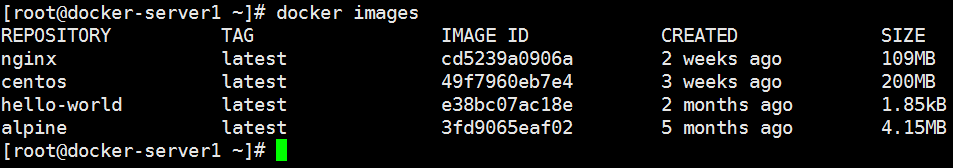 [root@docker-server1 ~]# docker images
REPOSITORY TAG IMAGE ID CREATED SIZE
nginx latest cd5239a0906a 2 weeks ago 109MB
centos latest 49f7960eb7e4 3 weeks ago 200MB
hello-world latest e38bc07ac18e 2 months ago 1.85kB
alpine latest 3fd9065eaf02 5 months ago 4.15MB
[root@docker-server1 ~]#